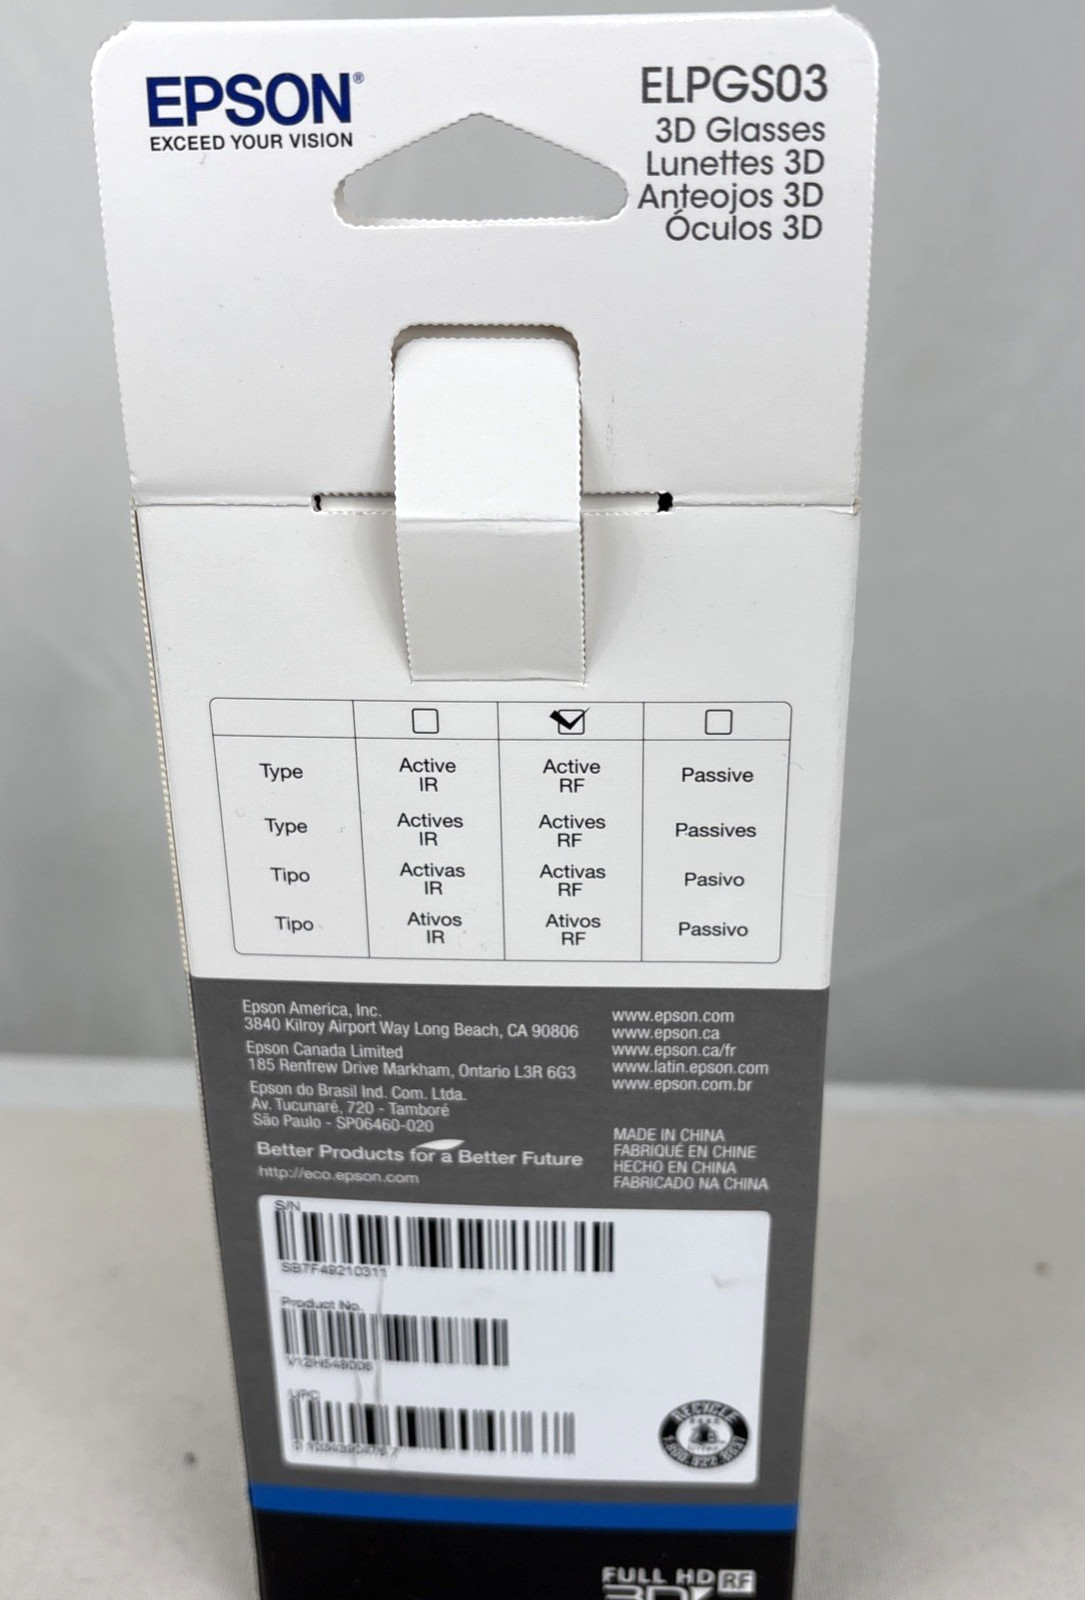 EPSON®
EXCEED YOUR VISION
ELPGS03
3D Glasses
Lunettes 3D
Anteojos 3D
Óculos 3D
Type
Active
IR
Active
RF
Passive
Type
Actives
IR
Actives
RF
Passives
Tipo
Activas
IR
Activas
RF
Pasivo
Tipo
Ativos
IR
Ativos
RF
Passivo
Epson America, Inc.
3840 Kilroy Airport Way Long Beach, CA 90806
Epson Canada Limited
185 Renfrew Drive Markham, Ontario L3R 6G3
Epson do Brasil Ind. Com. Ltda.
Av. Tucunaré, 720 - Tamboré
São Paulo - SP06460-020
Better Products for a Better Future
http://eco.epson.com
www.epson.com
www.epson.ca
www.epson.ca/fr
www.latin.epson.com
www.epson.com.br
MADE IN CHINA
FABRIQUÉ EN CHINE
HECHO EN CHINA
FABRICADO NA CHINA
S/N
SB7F49210311
Product No.
V12H548006
UPC
RECYCLE
FULL HD RF
3D